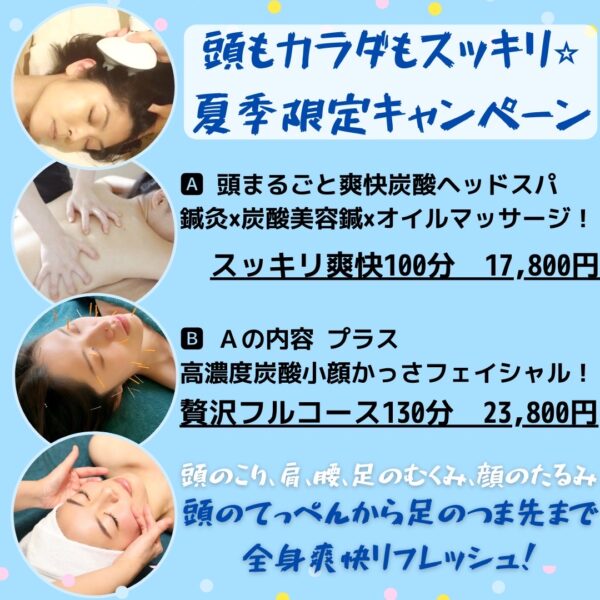 頭もカラダもスッキリ☆
夏季限定キャンペーン
A 頭まるごと爽快炭酸ヘッドスパ
鍼灸×炭酸美容鍼×オイルマッサージ！
スッキリ爽快100分　17,800円
B Aの内容 プラス
高濃度炭酸小顔かっさフェイシャル！
贅沢フルコース130分　23,800円
頭のこり、肩、腰、足のむくみ、顔のたるみ
頭のてっぺんから足のつま先まで
全身爽快リフレッシュ！